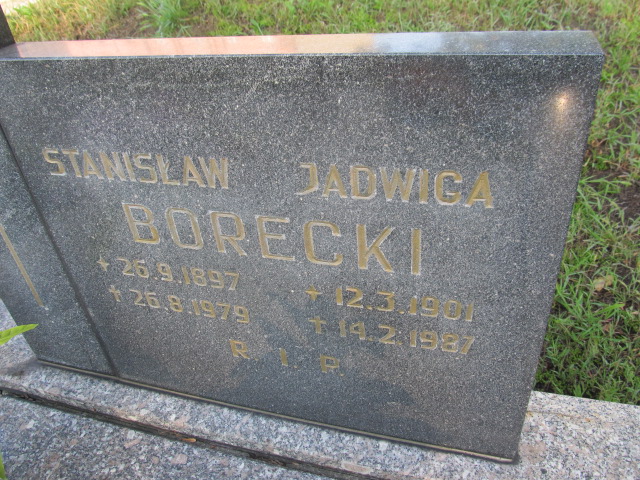 STANISŁAW JADWIGA
BORECKI
+ 26.9.1897 + 12.3.1901
+ 26.8.1979 + 14.2.1987
R I P